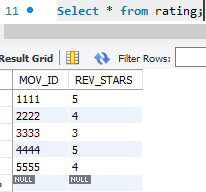 11 Select * from rating;
Result Grid Filter Rows:
MOV_ID REV_STARS
1111 5
2222 4
3333 3
4444 5
5555 4
NULL NULL